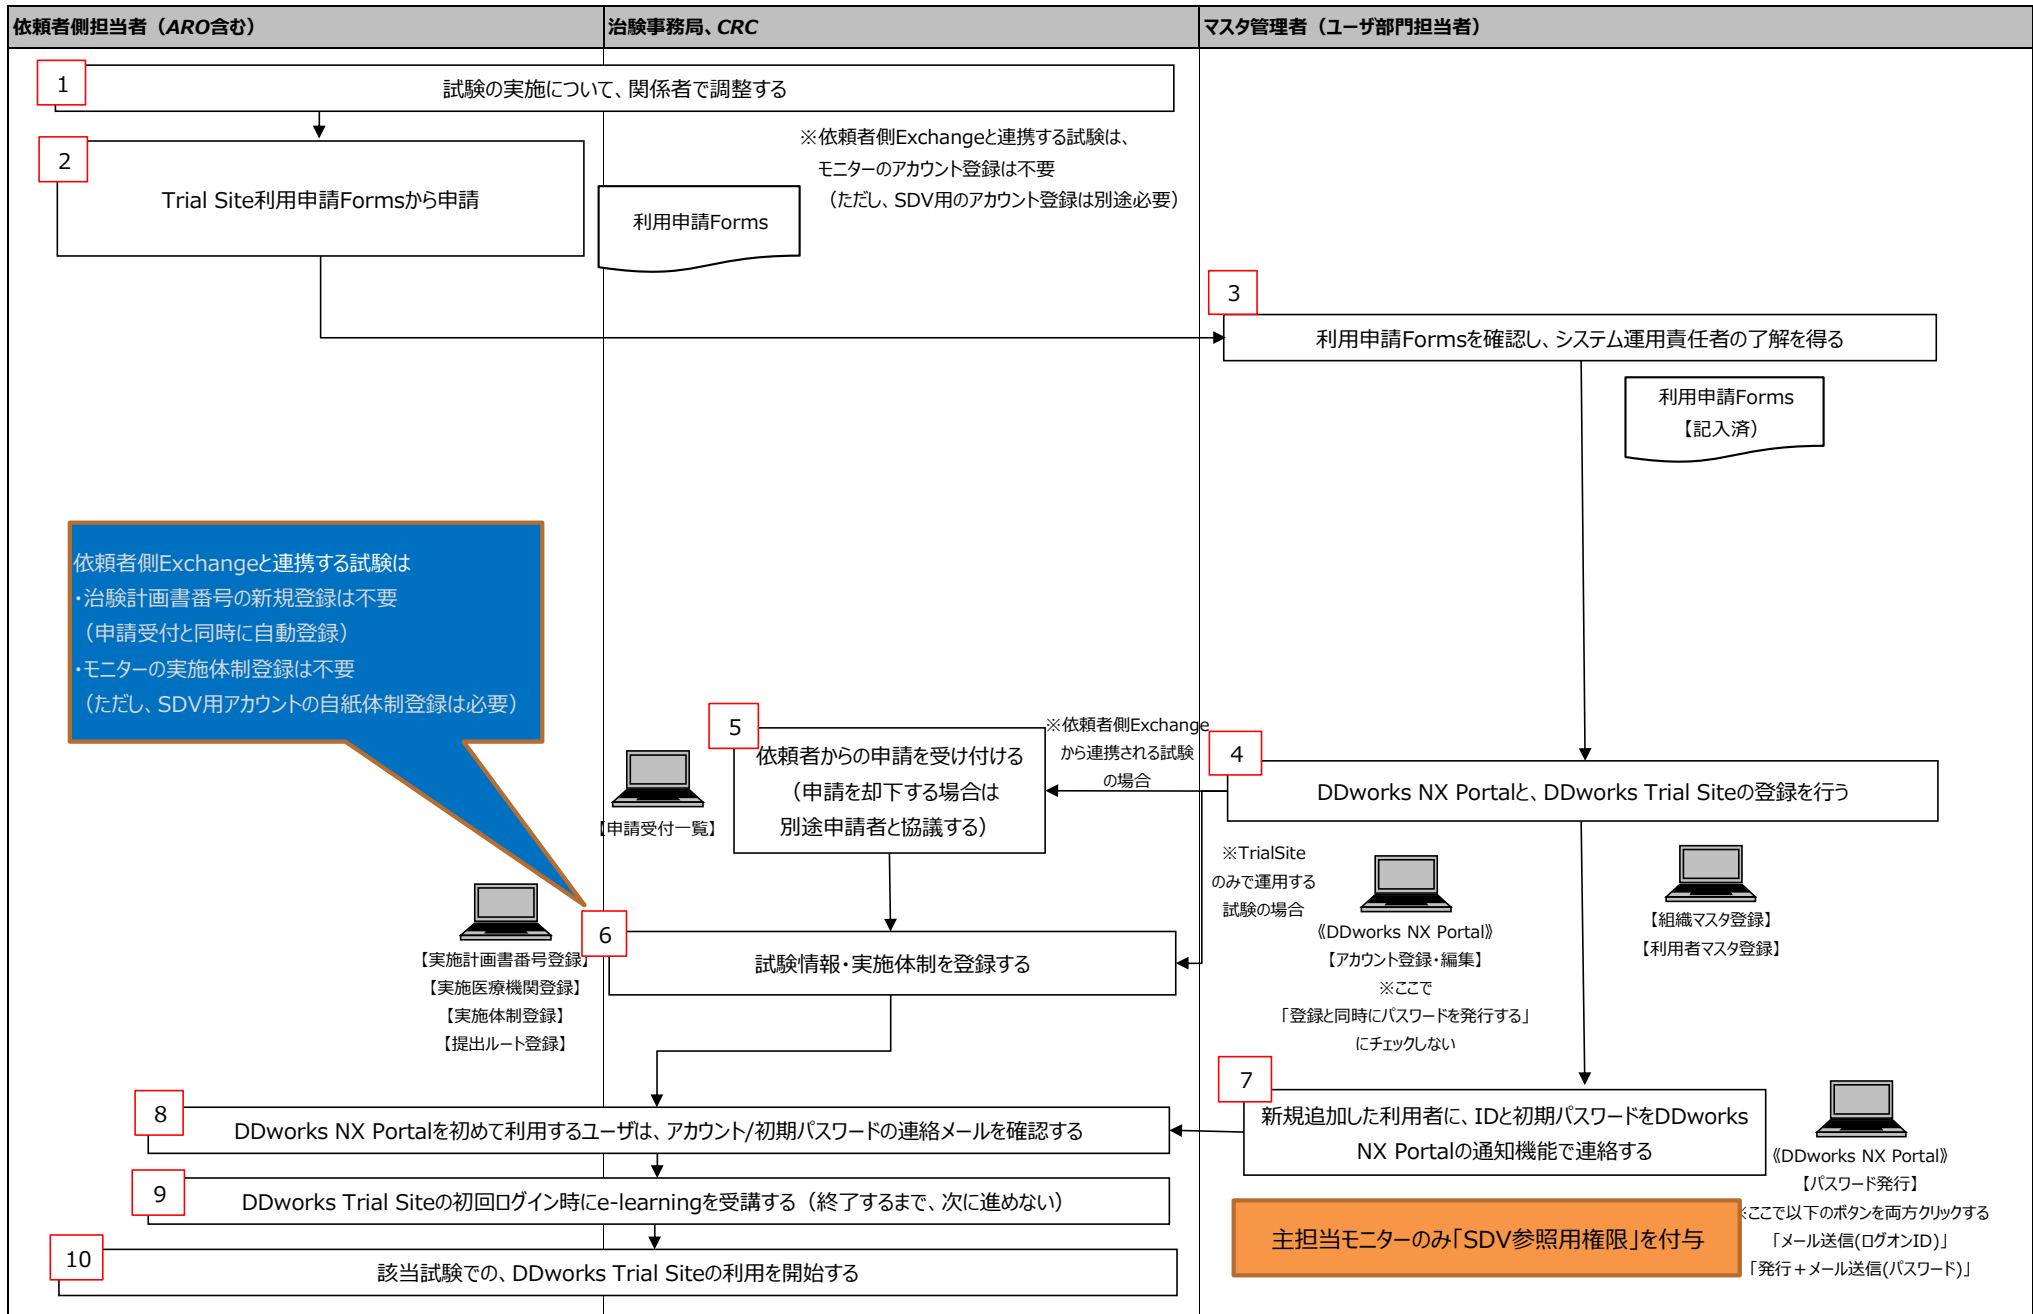 依頼者側担当者（ARO含む）
治験事務局、CRC
マスタ管理者（ユーザ部門担当者）
1
試験の実施について、関係者で調整する
2
Trial Site利用申請Formsから申請
利用申請Forms
※依頼者側Exchangeと連携する試験は、
モニターのアカウント登録は不要
（ただし、SDV用のアカウント登録は別途必要）
3
利用申請Formsを確認し、システム運用責任者の了解を得る
利用申請Forms
【記入済）
依頼者側Exchangeと連携する試験は
・治験計画書番号の新規登録は不要
（申請受付と同時に自動登録）
・モニターの実施体制登録は不要
（ただし、SDV用アカウントの自紙体制登録は必要）
5
依頼者からの申請を受け付ける
（申請を却下する場合は
別途申請者と協議する）
【申請受付一覧】
※依頼者側Exchange
から連携される試験
の場合
4
DDworks NX Portalと、DDworks Trial Siteの登録を行う
※TrialSite
のみで運用する
試験の場合
《DDworks NX Portal》
【アカウント登録・編集】
※ここで
「登録と同時にパスワードを発行する」
にチェックしない
【組織マスタ登録】
【利用者マスタ登録】
6
試験情報・実施体制を登録する
【実施計画書番号登録】
【実施医療機関登録】
【実施体制登録】
【提出ルート登録】
7
新規追加した利用者に、IDと初期パスワードをDDworks
NX Portalの通知機能で連絡する
《DDworks NX Portal》
【パスワード発行】
※ここで以下のボタンを両方クリックする
「メール送信(ログオンID)」
「発行＋メール送信(パスワード)」
主担当モニターのみ「SDV参照用権限」を付与
8
DDworks NX Portalを初めて利用するユーザは、アカウント/初期パスワードの連絡メールを確認する
9
DDworks Trial Siteの初回ログイン時にe-learningを受講する（終了するまで、次に進めない）
10
該当試験での、DDworks Trial Siteの利用を開始する